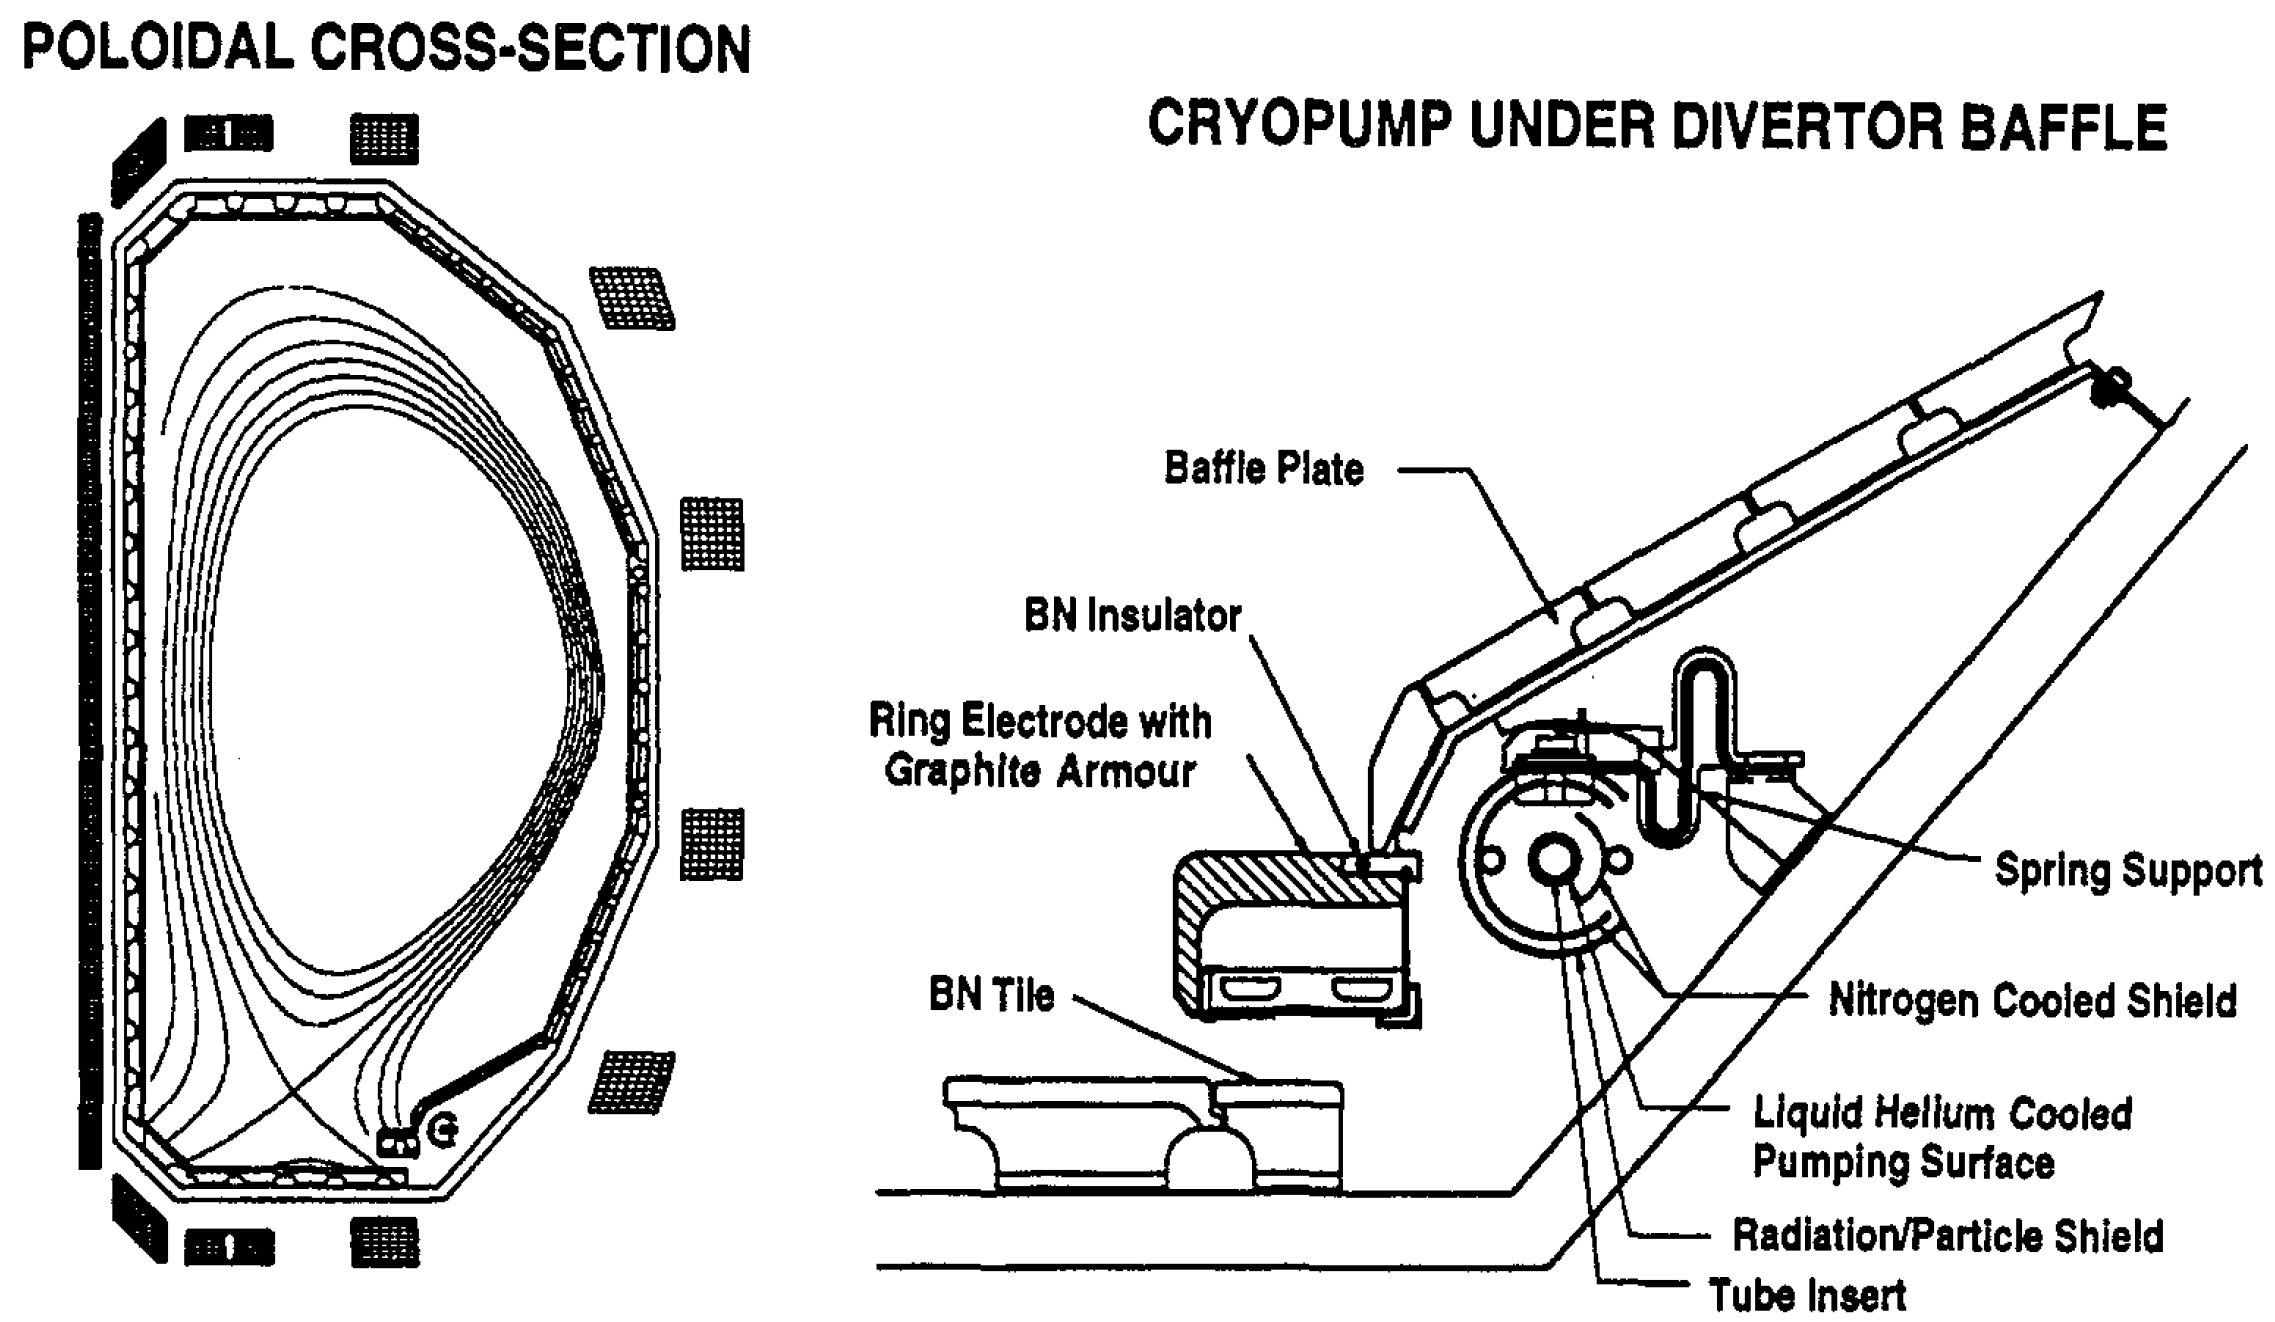 POLOIDAL CROSS-SECTION
CRYOPUMP UNDER DIVERTOR BAFFLE
Baffle Plate
BN Insulator
Ring Electrode with
Graphite Armour
Spring Support
BN Tile
Nitrogen Cooled Shield
Liquid Helium Cooled
Pumping Surface
Radiation/Particle Shield
Tube Insert